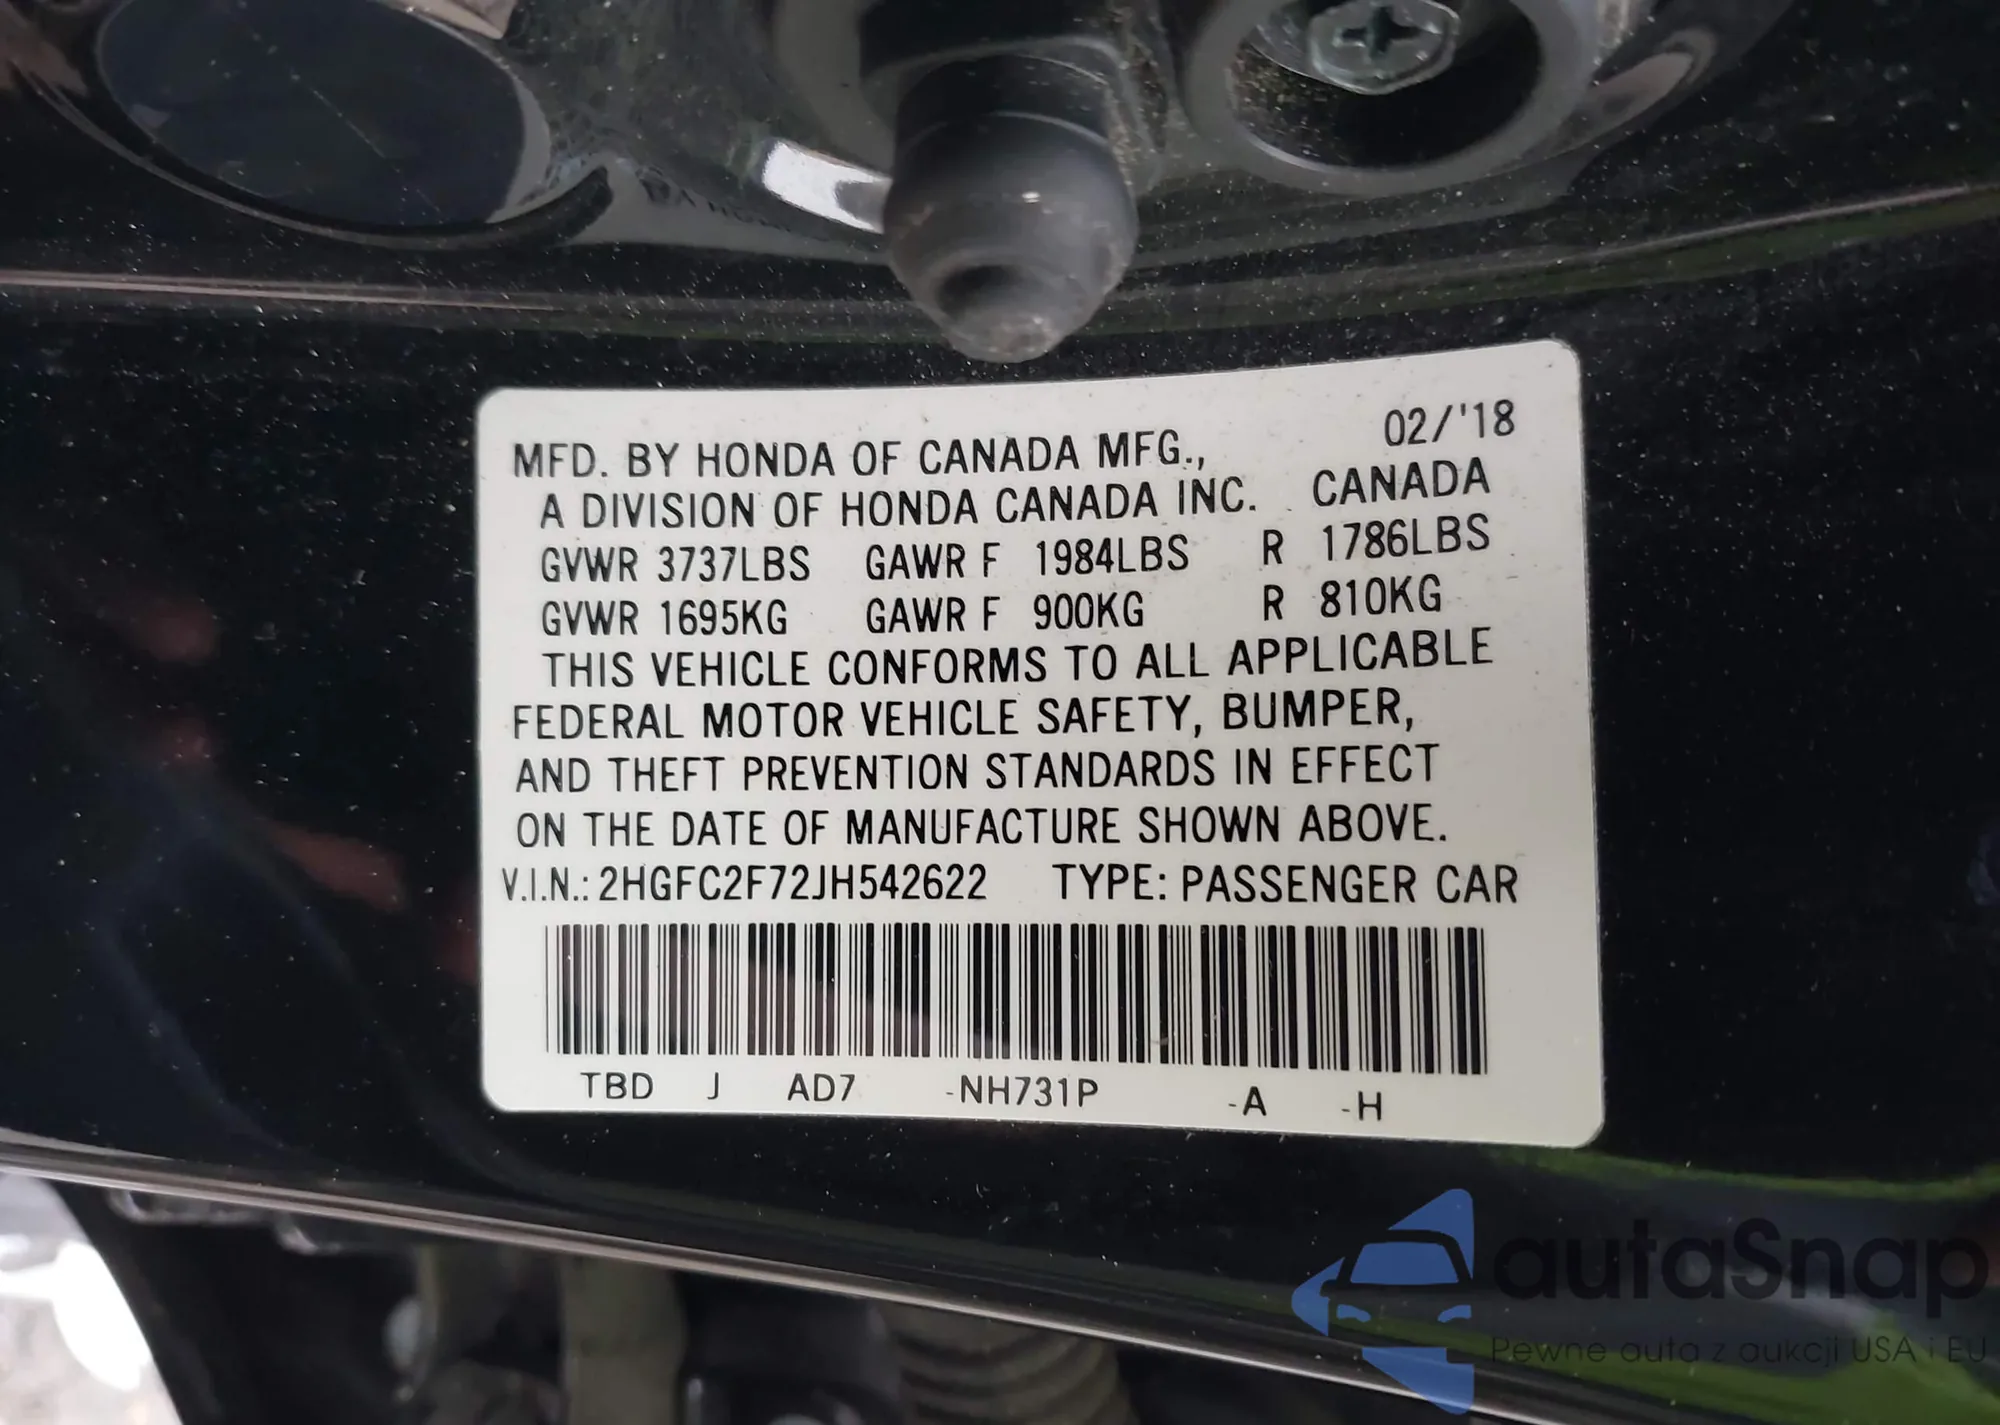 02/'18
MFD. BY HONDA OF CANADA MFG.,
A DIVISION OF HONDA CANADA INC. CANADA
GVWR 3737LBS GAWR F 1984LBS R 1786LBS
GVWR 1695KG GAWR F 900KG R 810KG
THIS VEHICLE CONFORMS TO ALL APPLICABLE
FEDERAL MOTOR VEHICLE SAFETY, BUMPER,
AND THEFT PREVENTION STANDARDS IN EFFECT
ON THE DATE OF MANUFACTURE SHOWN ABOVE.
V.I.N.: 2HGFC2F72JH542622 TYPE: PASSENGER CAR
TBD J AD7 -NH731P -A -H
autaSnap
Pewne auta z aukcji USA i EU